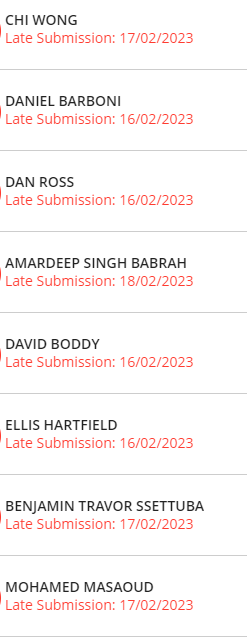 CHI WONG
Late Submission: 17/02/2023
DANIEL BARBONI
Late Submission: 16/02/2023
DAN ROSS
Late Submission: 16/02/2023
AMARDEEP SINGH BABRAH
Late Submission: 18/02/2023
DAVID BODDY
Late Submission: 16/02/2023
ELLIS HARTFIELD
Late Submission: 16/02/2023
BENJAMIN TRAVOR SSETTUBA
Late Submission: 17/02/2023
MOHAMED MASAOUD
Late Submission: 17/02/2023